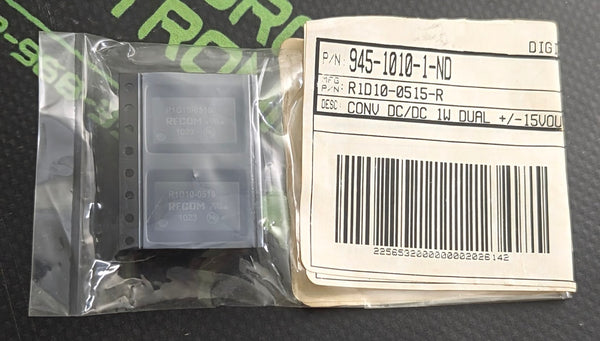 DIGI
P/N: 945-1010-1-ND
MFG P/N: R1D10-0515-R
DESC: CONV DC/DC 1W DUAL +/-15VOU
2256532000000002026142
R1D10-0515
RECOM
1023
R1D10-0515
RECOM
1023